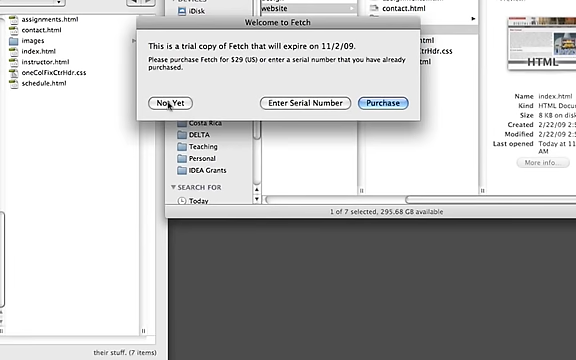 assignments.html
contact.html
images
index.html
instructor.html
oneColFixCtrHdr.css
schedule.html
their stuff. (7 items)
iDisk
website
contact.html
Welcome to Fetch
This is a trial copy of Fetch that will expire on 11/2/09.
Please purchase Fetch for $29 (US) or enter a serial number that you have already
purchased.
Not Yet
Enter Serial Number
Purchase
Costa Rica
DELTA
Teaching
Personal
IDEA Grants
SEARCH FOR
Today
1 of 7 selected, 295.68 GB available
HTML
Name index.html
Kind HTML Docu
Size 8 KB on disk
Created 2/22/09 2:5
Modified 2/22/09 2:5
Last opened Today at 11
AM
More info...